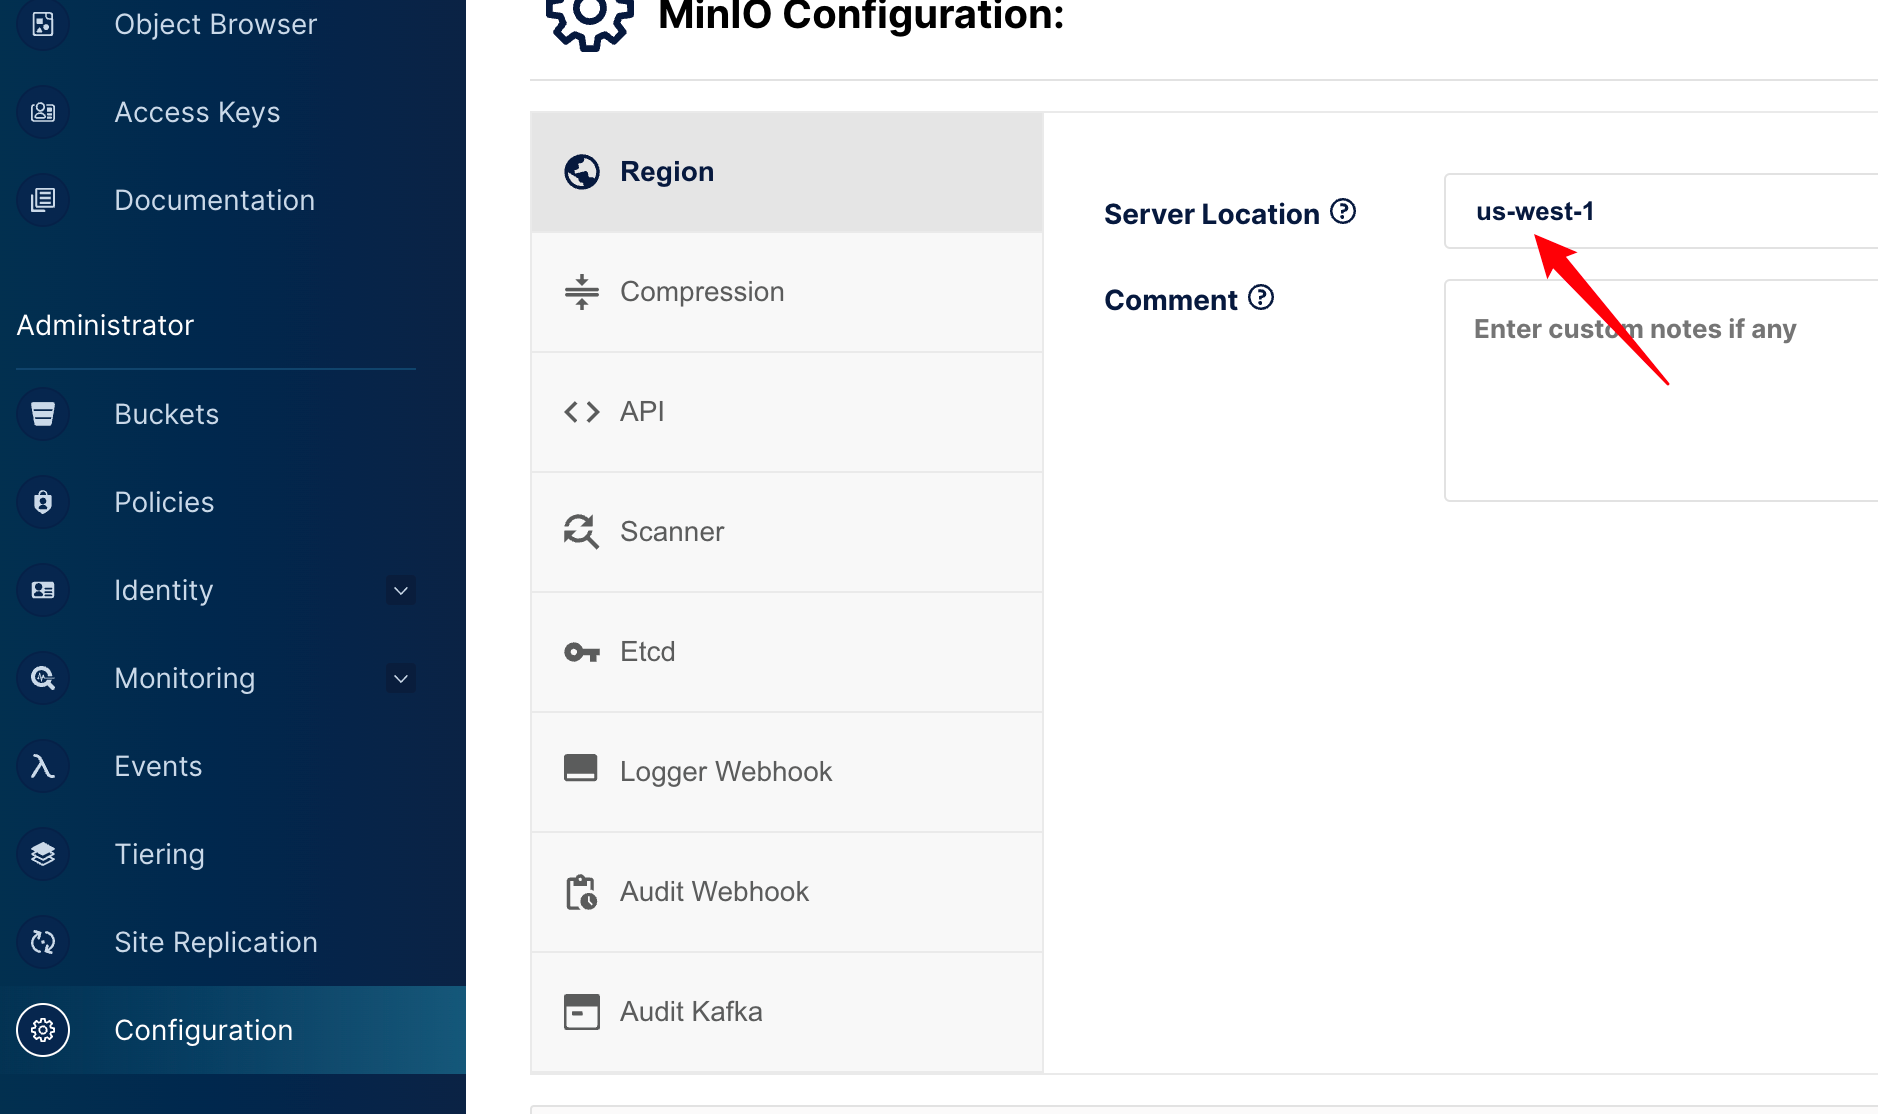 Object Browser
Access Keys
Documentation
Administrator
Buckets
Policies
Identity
Monitoring
Events
Tiering
Site Replication
Configuration
MinIO Configuration:
Region
Compression
API
Scanner
Etcd
Logger Webhook
Audit Webhook
Audit Kafka
Server Location ?
us-west-1
Comment ?
Enter custom notes if any